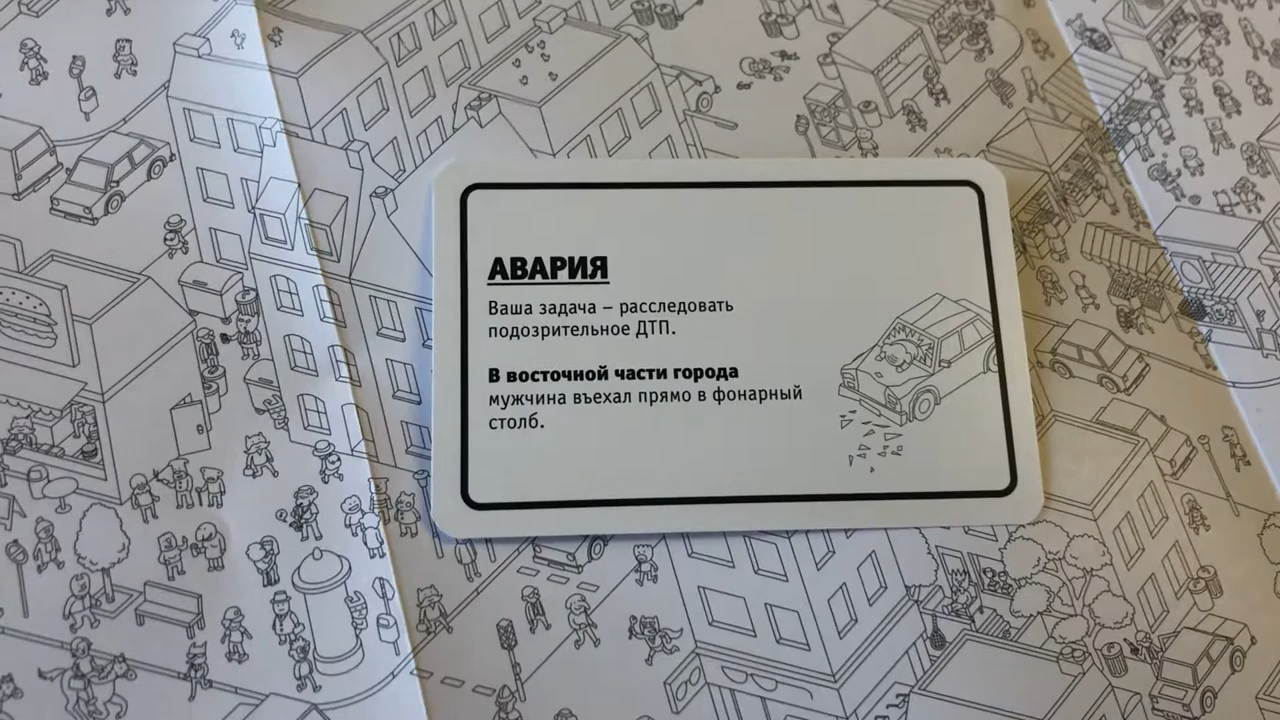 АВАРИЯ
Ваша задача – расследовать
подозрительное ДТП.
В восточной части города
мужчина въехал прямо в фонарный
столб.